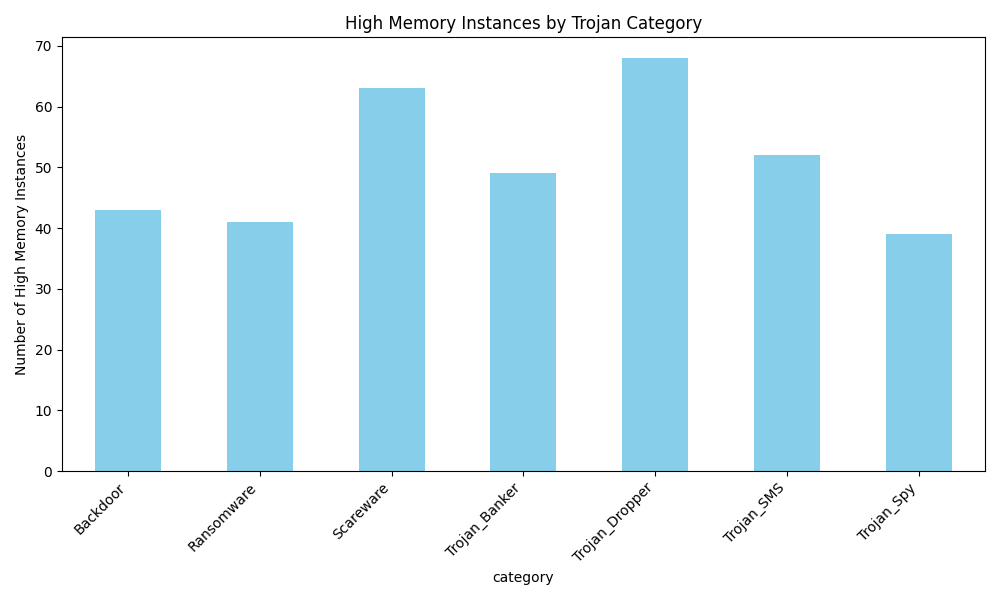 High Memory Instances by Trojan Category
Number of High Memory Instances
70
60
50
40
30
20
10
0
Backdoor
Ransomware
Scareware
Trojan_Banker
Trojan_Dropper
Trojan_SMS
Trojan_Spy
category